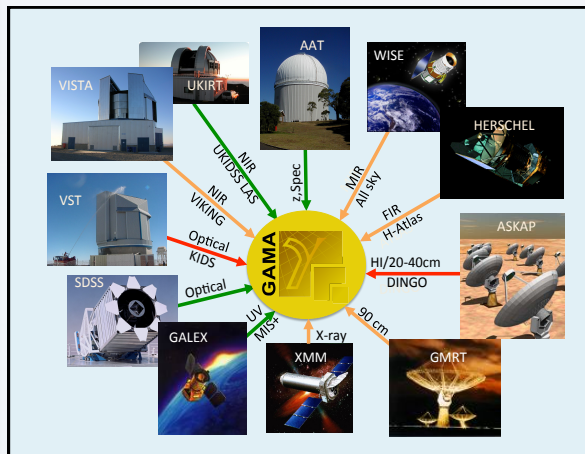 AAT
UKIRT
WISE
VISTA
HERSCHEL
NIR
UKIDSS LAS
z,Spec
MIR
All sky
NIR
VIKING
FIR
H-Atlas
VST
ASKAP
Optical
KIDS
GAMA
HI/20-40cm
DINGO
SDSS
Optical
UV
MIS+
90 cm
GALEX
X-ray
XMM
GMRT